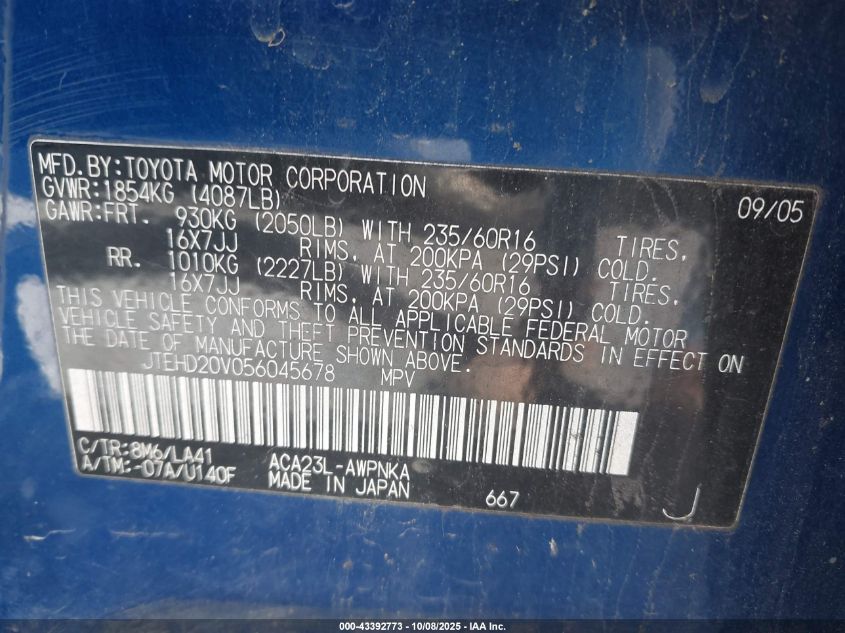 MFD.BY:TOYOTA MOTOR CORPORATION 09/05
GVWR:1854KG (4087LB)
GAWR:FRT. 930KG (2050LB) WITH 235/60R16 TIRES,
16X7JJ RIMS, AT 200KPA (29PSI) COLD.
RR. 1010KG (2227LB) WITH 235/60R16 TIRES,
16X7JJ RIMS, AT 200KPA (29PSI) COLD.
THIS VEHICLE CONFORMS TO ALL APPLICABLE FEDERAL MOTOR
VEHICLE SAFETY AND THEFT PREVENTION STANDARDS IN EFFECT ON
THE DATE OF MANUFACTURE SHOWN ABOVE.
JTEHD20V056045678 MPV
C/TR:8M6/LA41 ACA23L-AWPNKA
A/TM:-07A/U140F MADE IN JAPAN 667 J
000-43392773 - 10/08/2025 - IAA Inc.